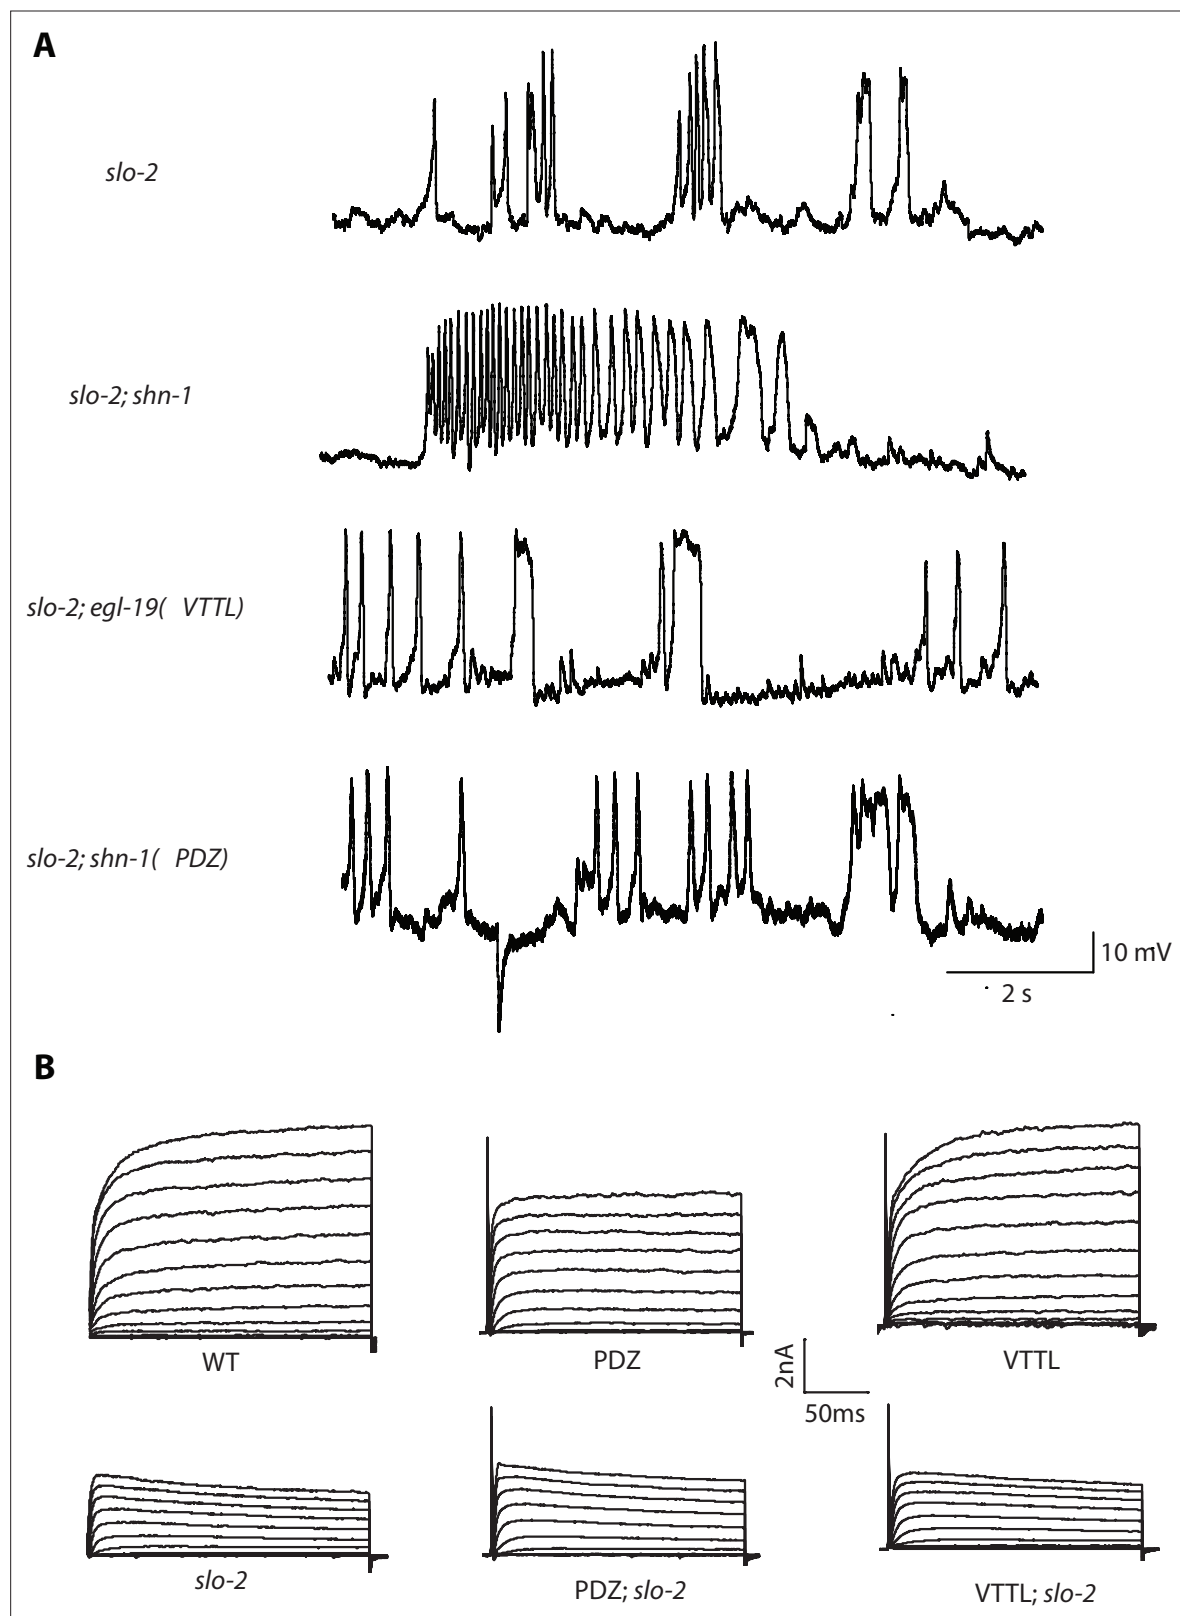 A
slo-2
slo-2; shn-1
slo-2; egl-19( VTTL)
slo-2; shn-1( PDZ)
10 mV
2 s
B
WT
PDZ
VTTL
2nA
50ms
slo-2
PDZ; slo-2
VTTL; slo-2